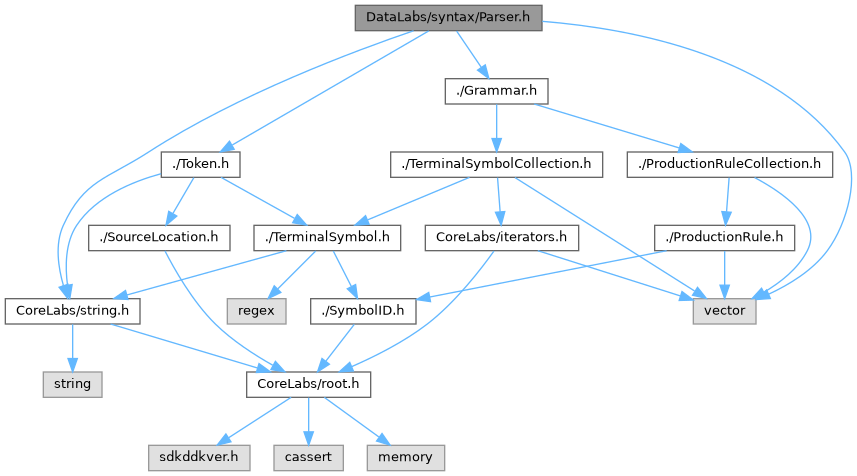 DataLabs/syntax/Parser.h
./Grammar.h
./Token.h
./TerminalSymbolCollection.h
./ProductionRuleCollection.h
./SourceLocation.h
./TerminalSymbol.h
CoreLabs/iterators.h
./ProductionRule.h
CoreLabs/string.h
regex
./SymbolID.h
vector
string
CoreLabs/root.h
sdkddkver.h
cassert
memory